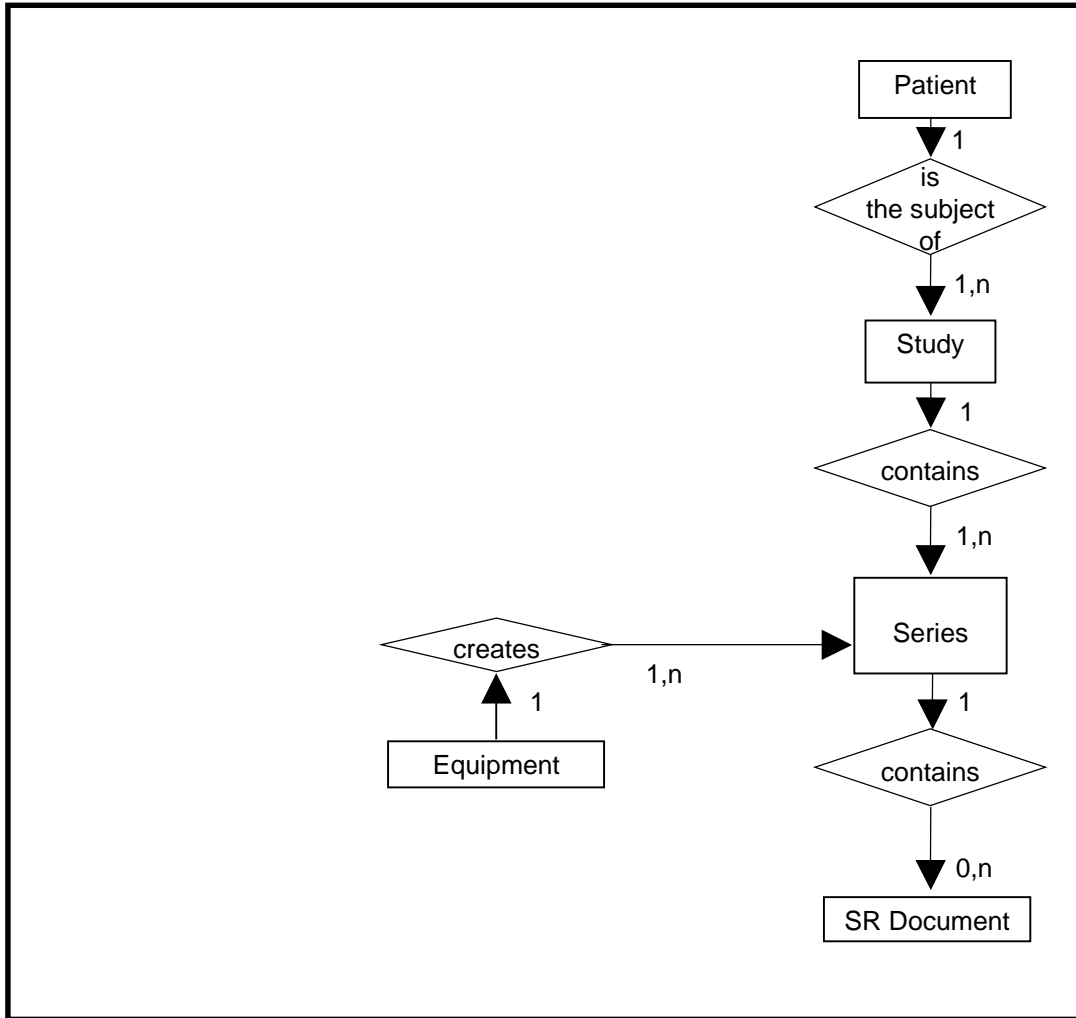 Patient
1
is
the subject
of
1,n
Study
1
contains
1,n
Series
creates
1,n
1
1
Equipment
contains
0,n
SR Document